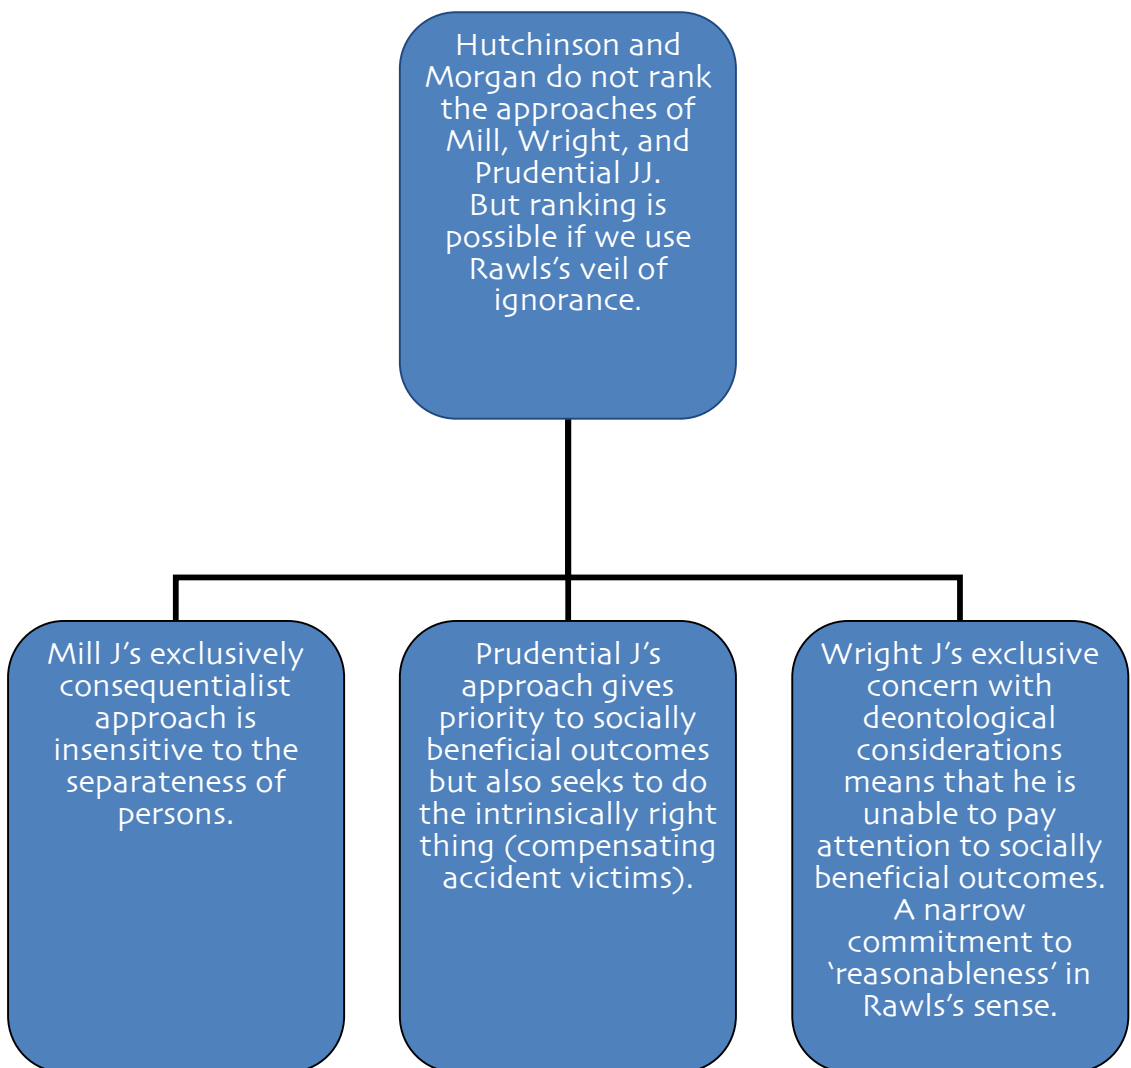 Hutchinson and
Morgan do not rank
the approaches of
Mill, Wright, and
Prudential JJ.
But ranking is
possible if we use
Rawls’s veil of
ignorance.
Mill J’s exclusively
consequentialist
approach is
insensitive to the
separateness of
persons.
Prudential J’s
approach gives
priority to socially
beneficial outcomes
but also seeks to do
the intrinsically right
thing (compensating
accident victims).
Wright J’s exclusive
concern with
deontological
considerations
means that he is
unable to pay
attention to socially
beneficial outcomes.
A narrow
commitment to
‘reasonableness’ in
Rawls’s sense.